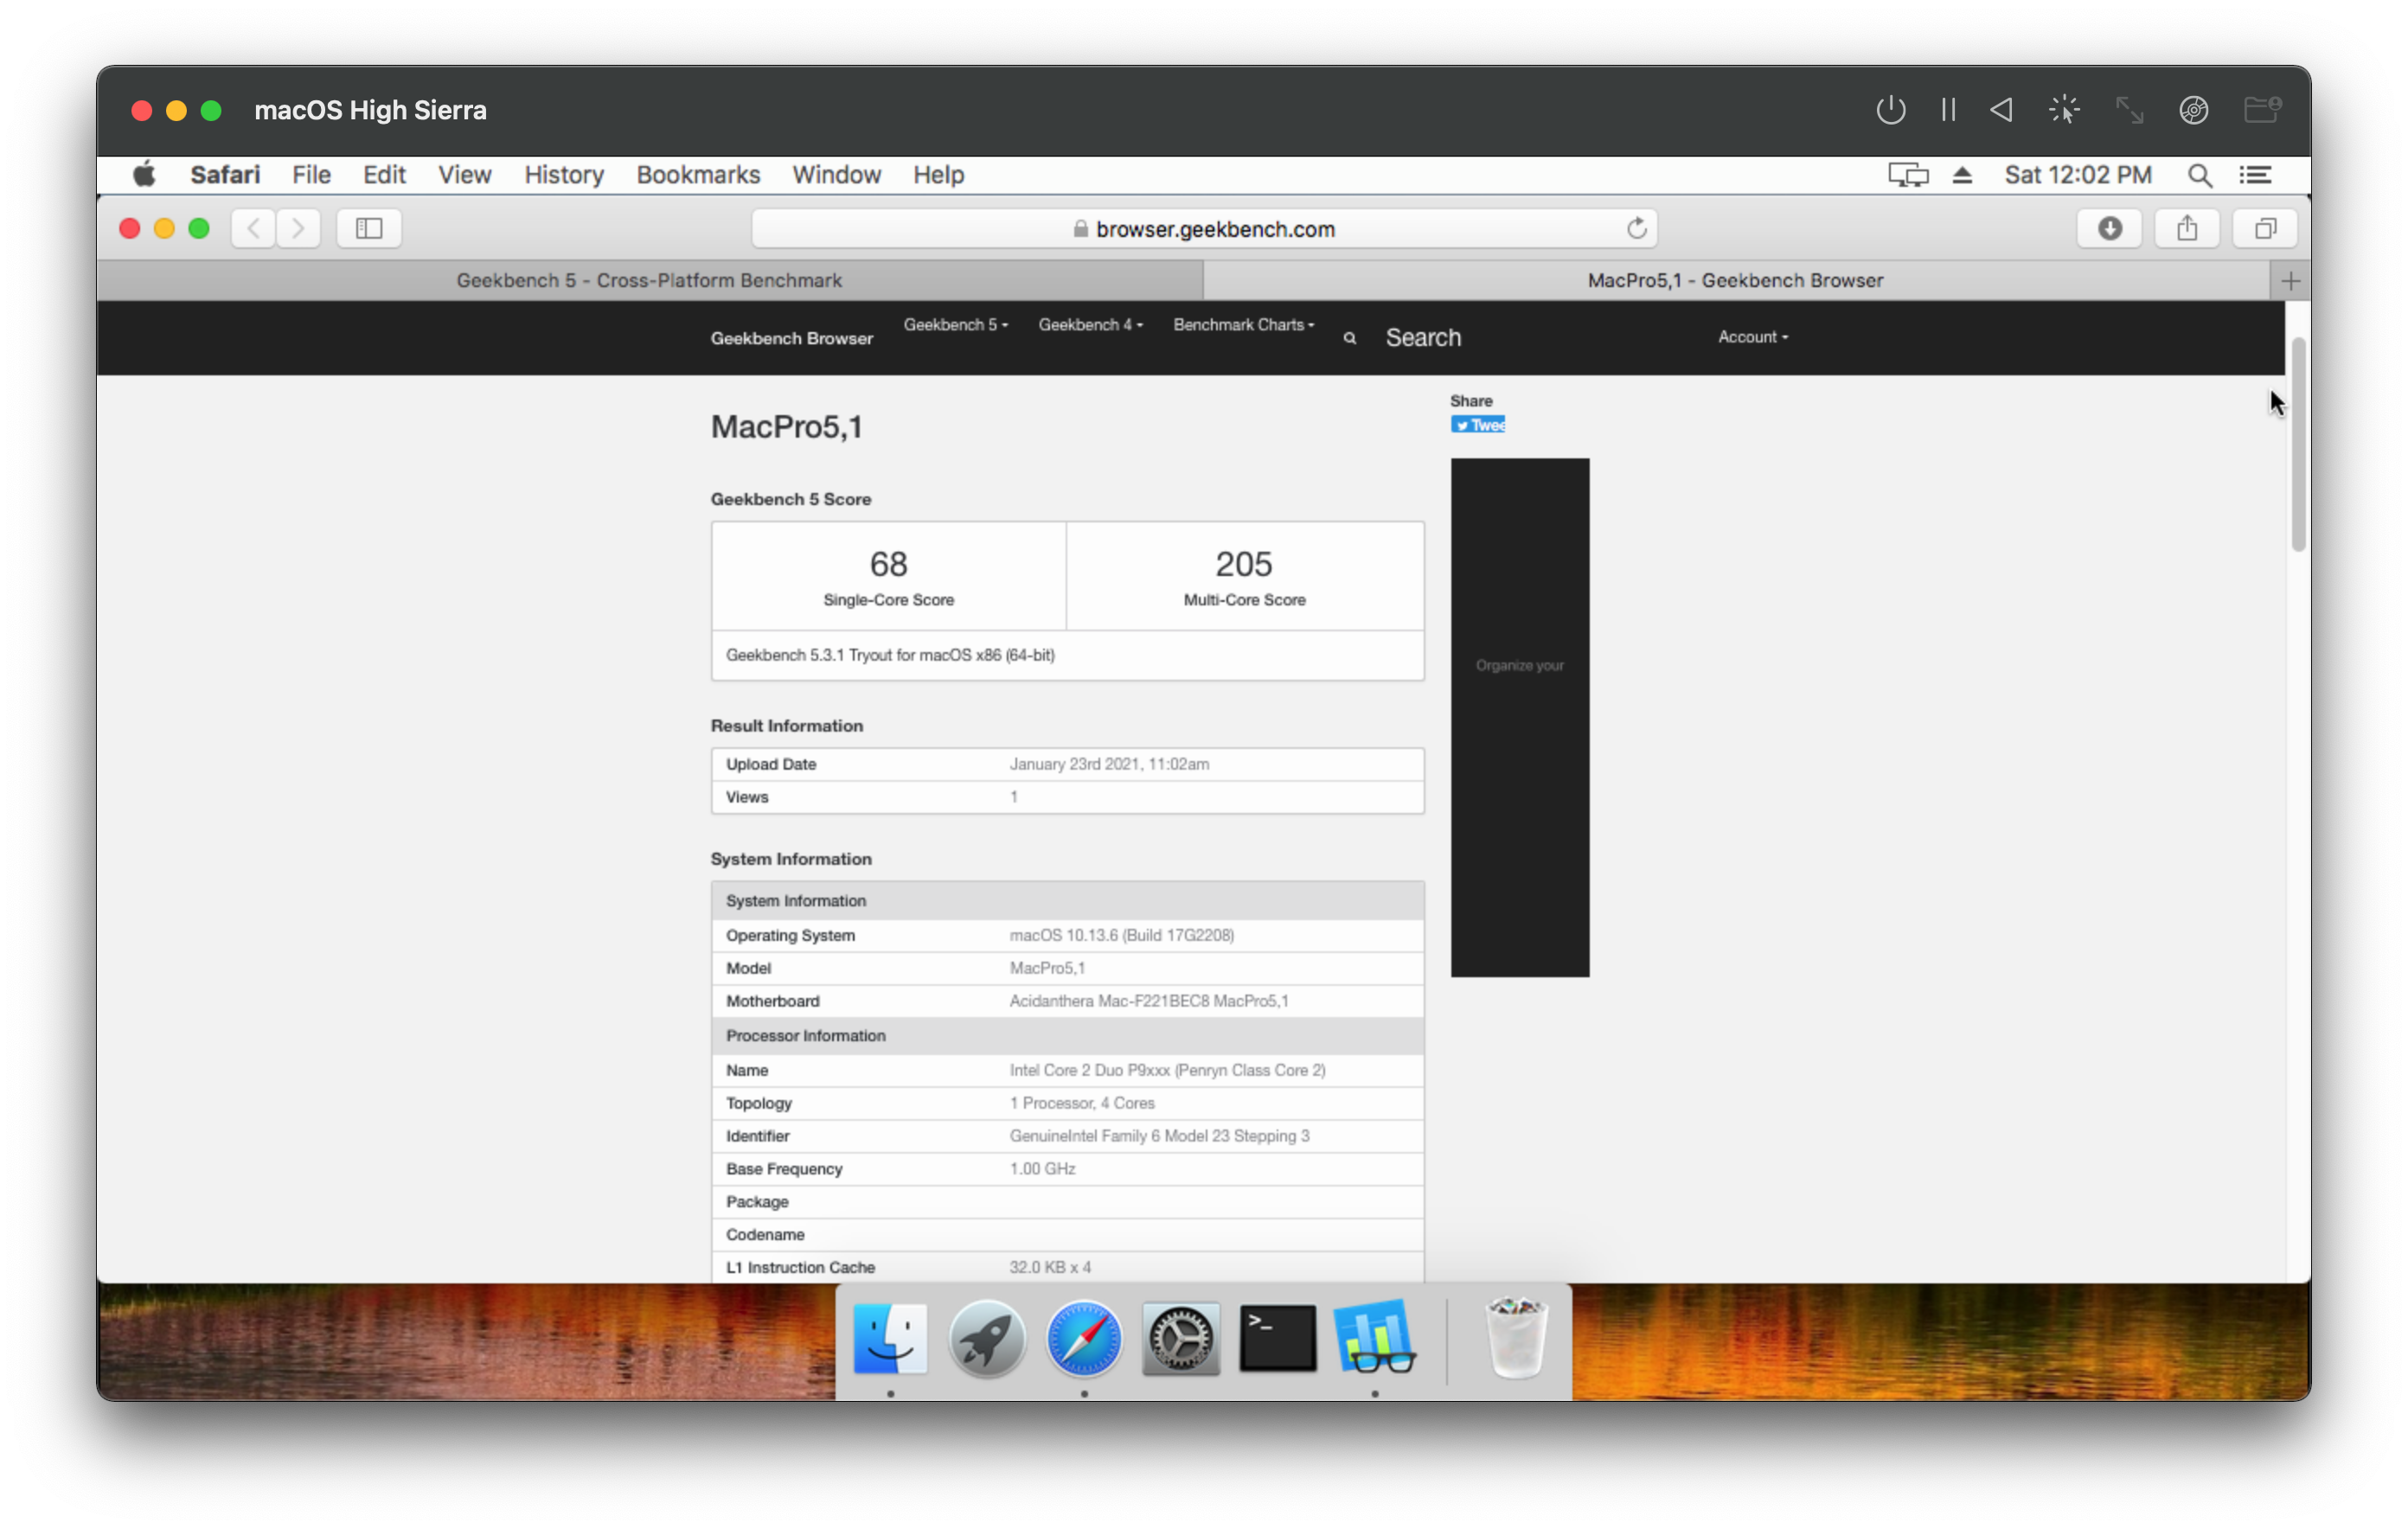 macOS High Sierra
Safari File Edit View History Bookmarks Window Help Sat 12:02 PM
browser.geekbench.com
Geekbench 5 - Cross-Platform Benchmark MacPro5,1 - Geekbench Browser
Geekbench Browser Geekbench 5 Geekbench 4 Benchmark Charts Search Account
Share
Twee
MacPro5,1
Organize your
Geekbench 5 Score
68 205
Single-Core Score Multi-Core Score
Geekbench 5.3.1 Tryout for macOS x86 (64-bit)
Result Information
Upload Date January 23rd 2021, 11:02am
Views 1
System Information
System Information
Operating System macOS 10.13.6 (Build 17G2208)
Model MacPro5,1
Motherboard Acidanthera Mac-F221BEC8 MacPro5,1
Processor Information
Name Intel Core 2 Duo P9xxx (Penryn Class Core 2)
Topology 1 Processor, 4 Cores
Identifier GenuineIntel Family 6 Model 23 Stepping 3
Base Frequency 1.00 GHz
Package
Codename
L1 Instruction Cache 32.0 KB x 4
>_